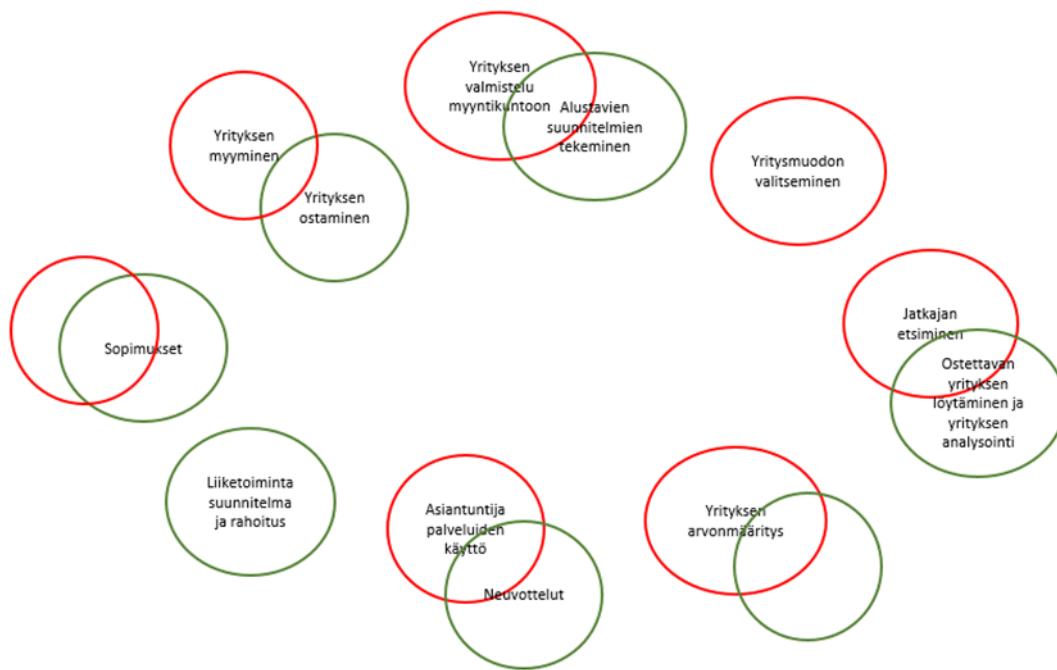 Yrityksen
valmistelu
myyntikuntoon
Alustavien
suunnitelmien
tekeminen
Yrityksen
myyminen
Yrityksen
ostaminen
Yritysmuodon
valitseminen
Jatkajan
etsiminen
Ostettavan
yrityksen
löytäminen ja
yrityksen
analysointi
Sopimukset
Liiketoiminta
suunnitelma
ja rahoitus
Asiantuntija
palveluiden
käyttö
Neuvottelut
Yrityksen
arvonmääritys